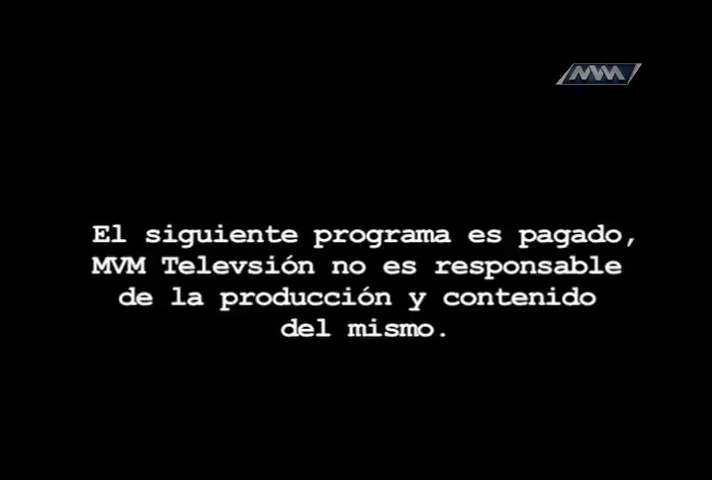 MVM
El siguiente programa es pagado,
MVM Televsión no es responsable
de la producción y contenido
del mismo.